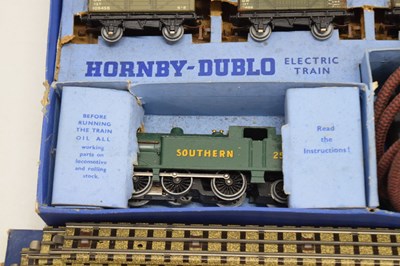 HORNBY-DUBLO
ELECTRIC
TRAIN
BEFORE
RUNNING
THE TRAIN
OIL ALL
working
parts on
locomotive
and rolling
stock.
SOUTHERN
Read
the
Instructions!